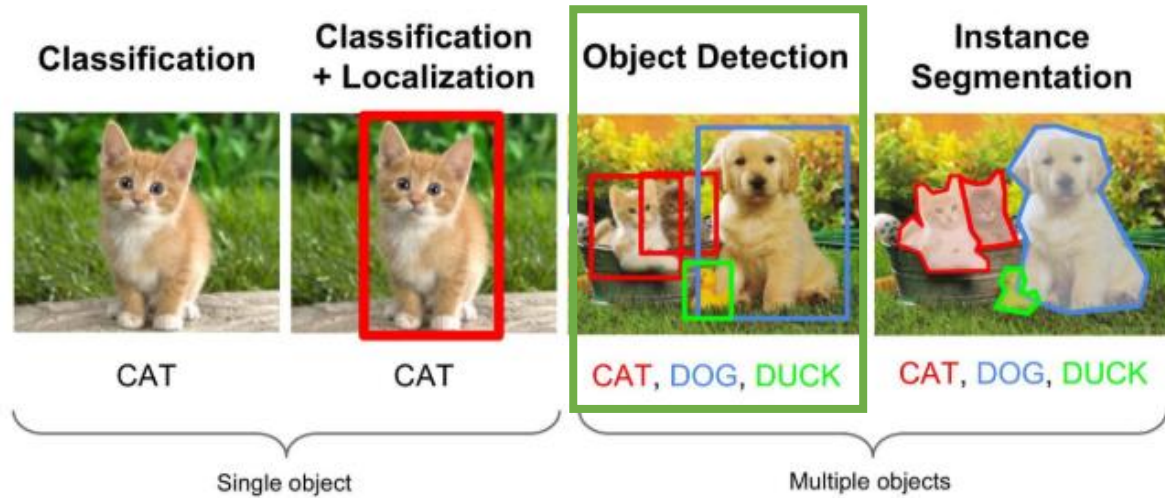 Classification
Classification
+ Localization
Object Detection
Instance
Segmentation
CAT
CAT
CAT, DOG, DUCK
CAT, DOG, DUCK
Single object
Multiple objects